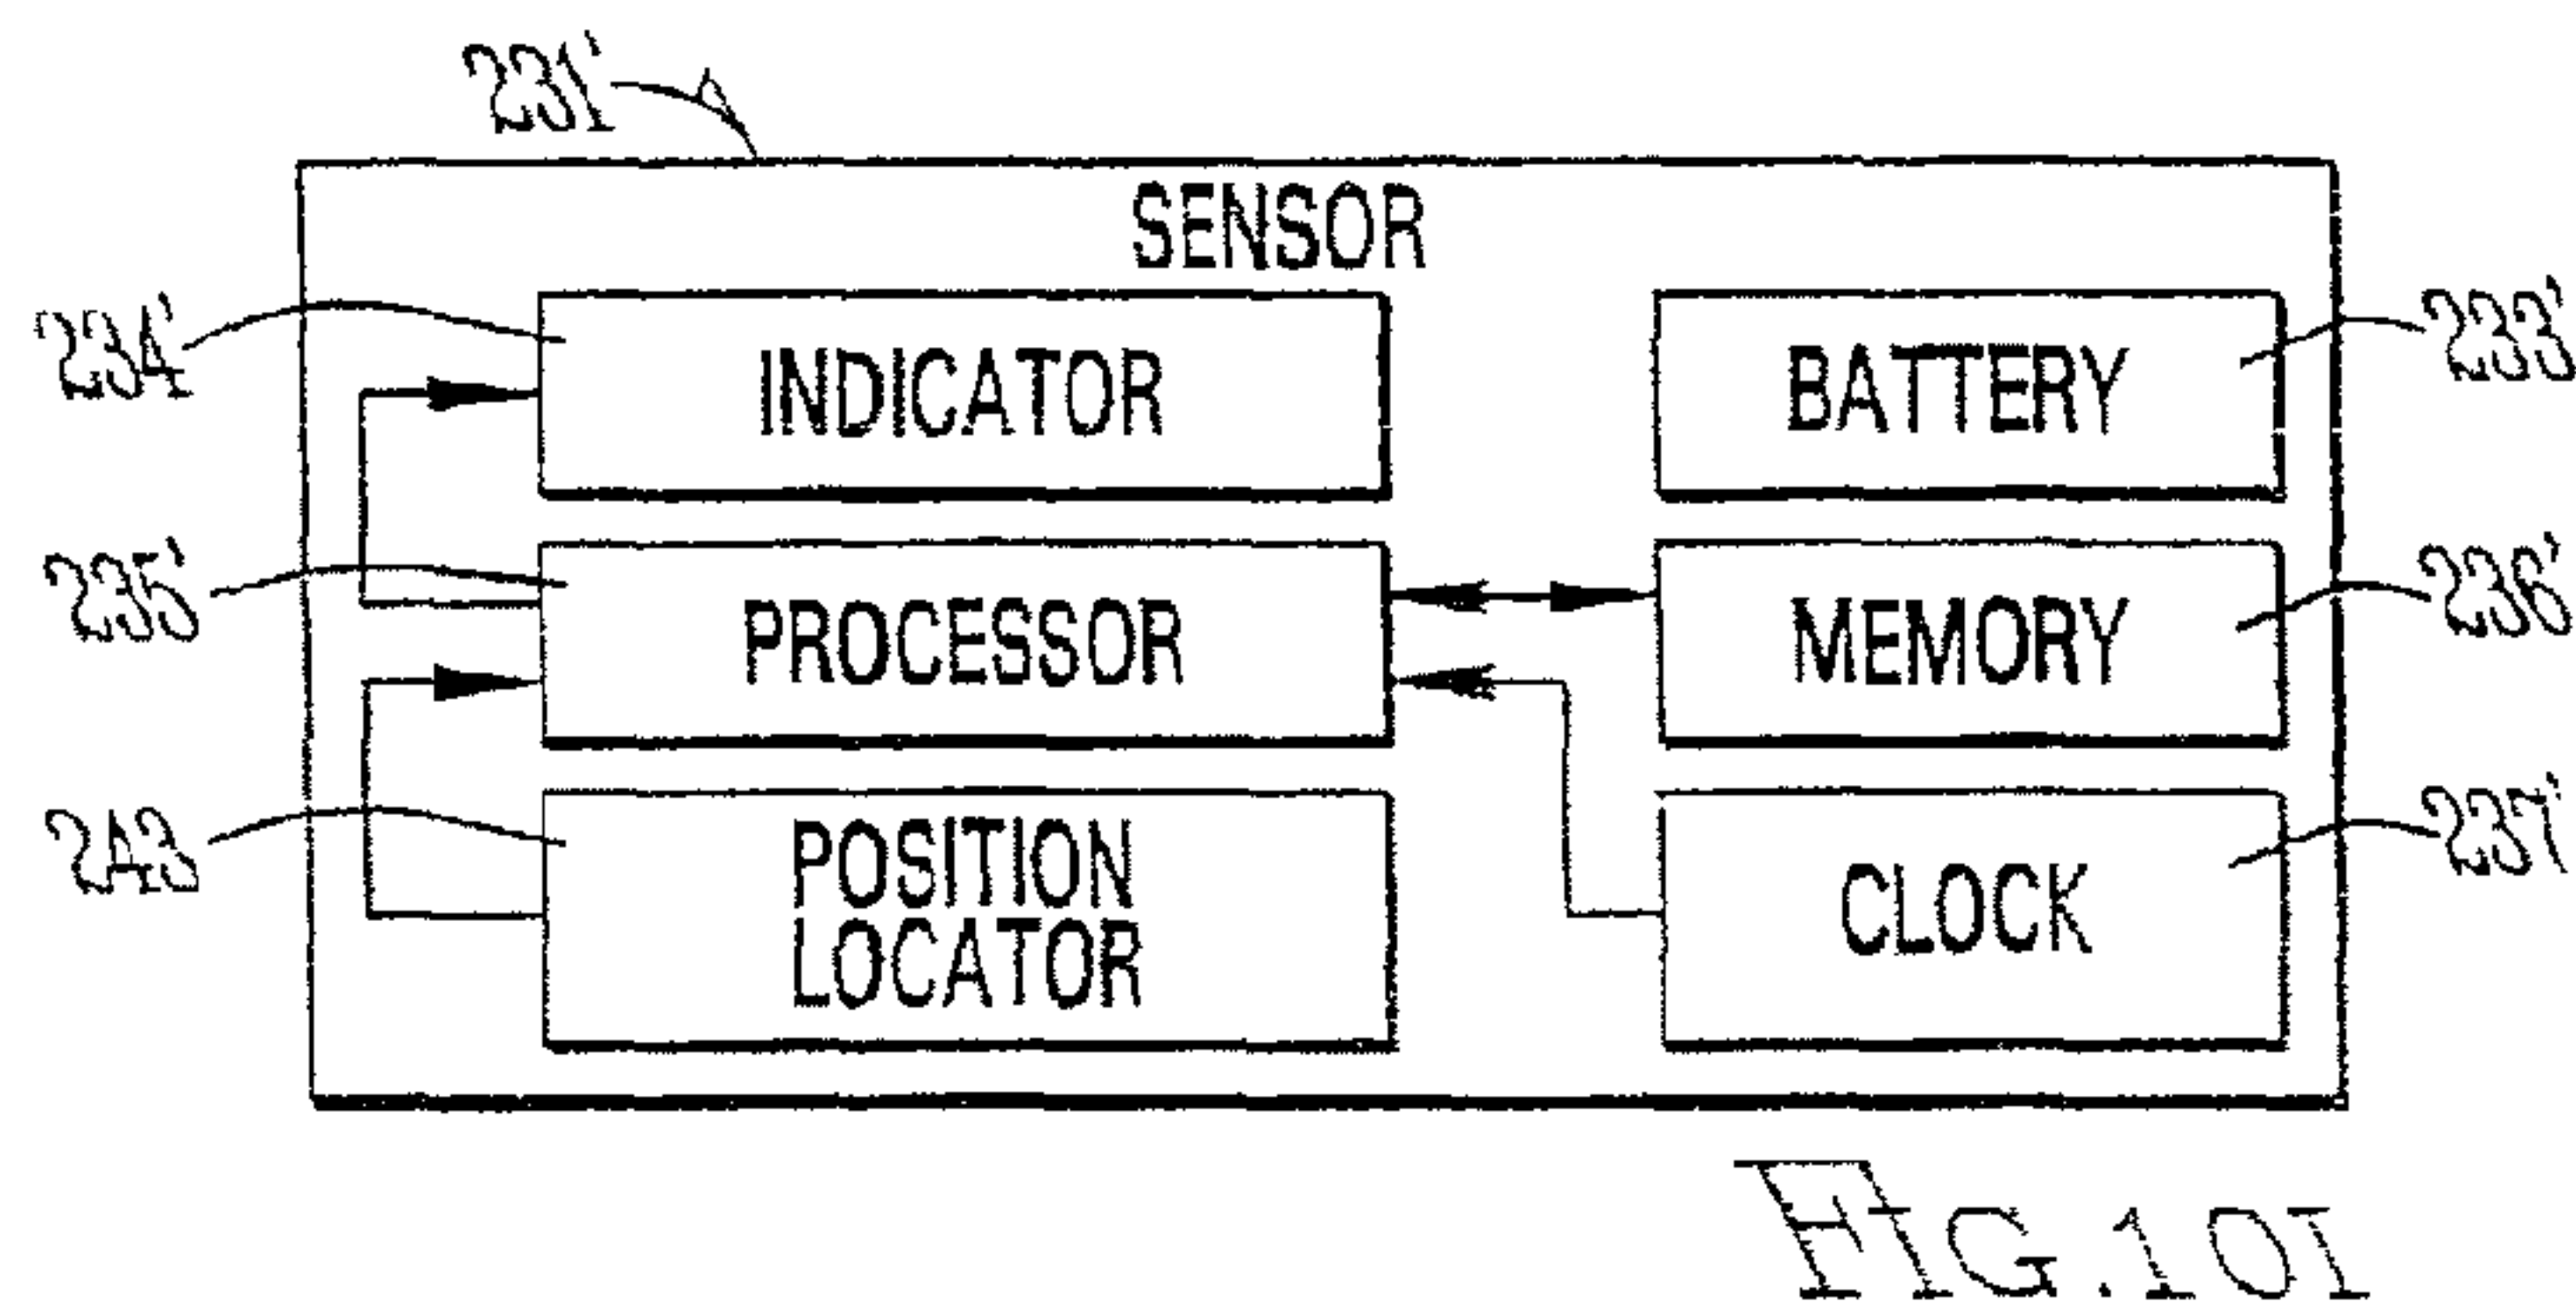 231'
SENSOR
234'
INDICATOR
BATTERY
233'
235'
PROCESSOR
MEMORY
236'
243
POSITION
LOCATOR
CLOCK
237'
FIG.10I